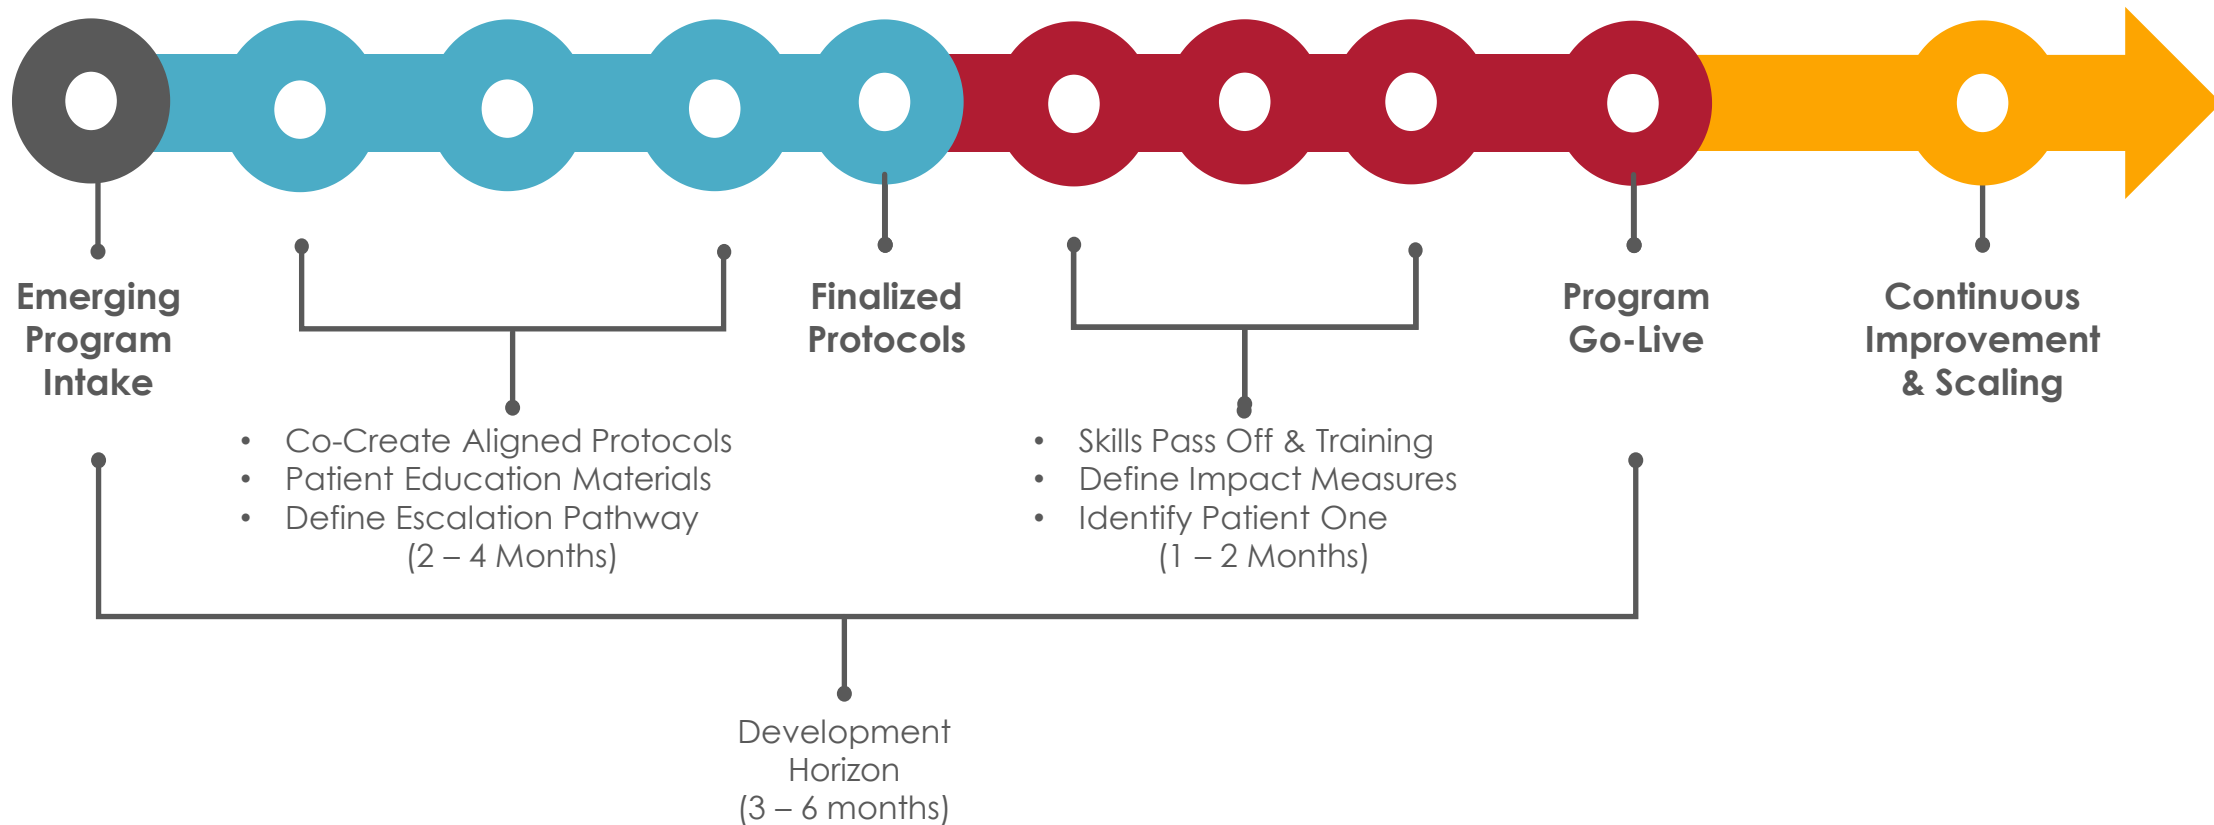 Emerging
Program
Intake
Finalized
Protocols
Program
Go-Live
Continuous
Improvement
& Scaling
• Co-Create Aligned Protocols
• Patient Education Materials
• Define Escalation Pathway
(2 – 4 Months)
• Skills Pass Off & Training
• Define Impact Measures
• Identify Patient One
(1 – 2 Months)
Development
Horizon
(3 – 6 months)